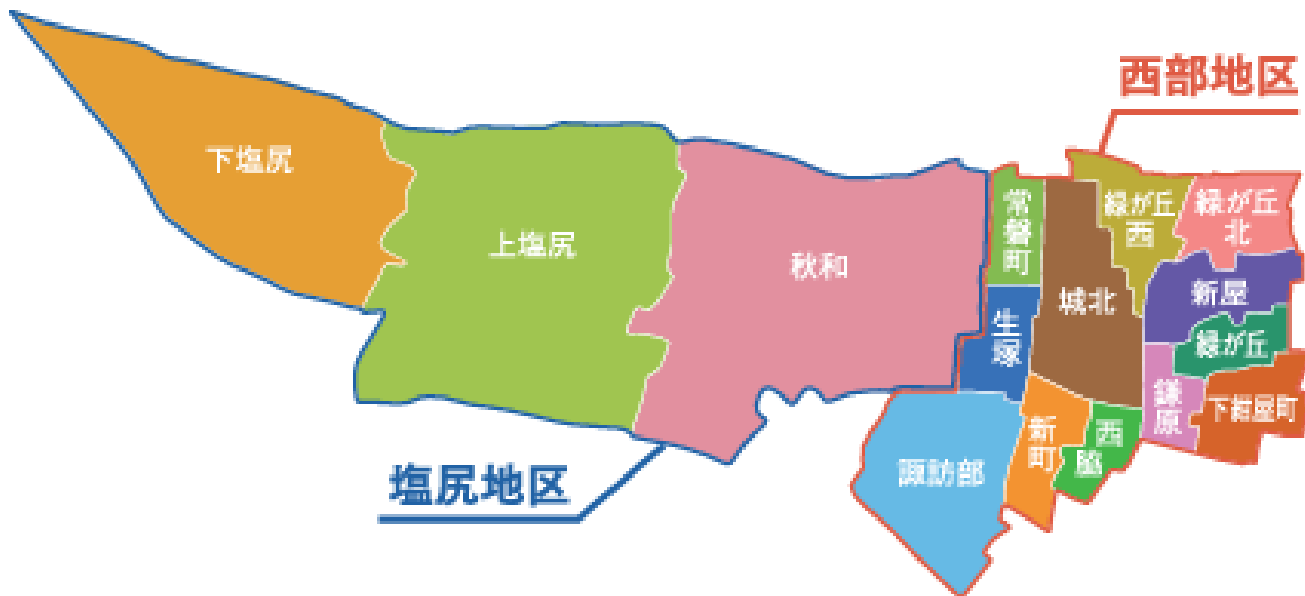 西部地区
下塩尻
上塩尻
秋和
常磐町
生塚
城北
緑が丘
西
緑が丘
北
新屋
緑が丘
鎌原
下紺屋町
西脇
新町
諏訪部
塩尻地区